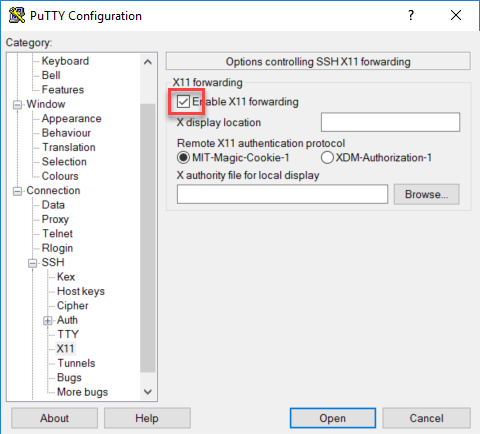 PuTTY Configuration
?
Category:
Keyboard
Bell
Features
Window
Appearance
Behaviour
Translation
Selection
Colours
Connection
Data
Proxy
Telnet
Rlogin
SSH
Kex
Host keys
Cipher
Auth
TTY
X11
Tunnels
Bugs
More bugs
Options controlling SSH X11 forwarding
X11 forwarding
Enable X11 forwarding
X display location
Remote X11 authentication protocol
MIT-Magic-Cookie-1 XDM-Authorization-1
X authority file for local display
Browse...
About Help Open Cancel